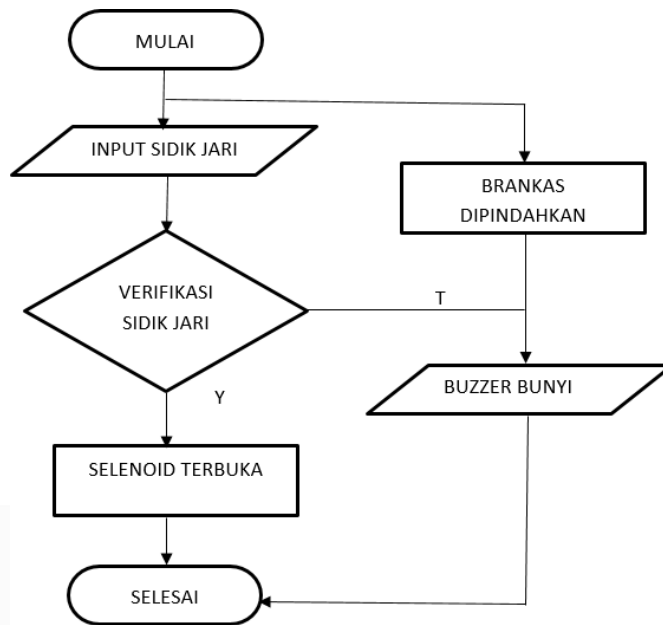 MULAI
INPUT SIDIK JARI
BRANKAS
DIPINDAHKAN
VERIFIKASI
SIDIK JARI
T
BUZZER BUNYI
Y
SELENOID TERBUKA
SELESAI